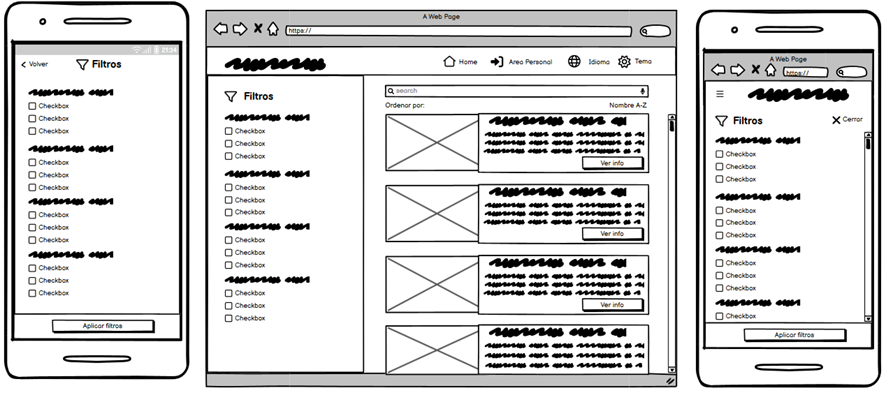 21:34
Volver
Filtros
Checkbox
Checkbox
Checkbox
Checkbox
Checkbox
Checkbox
Checkbox
Checkbox
Checkbox
Checkbox
Checkbox
Checkbox
Aplicar filtros
A Web Page
https://
Home
Area Personal
Idioma
Tema
Filtros
Checkbox
Checkbox
Checkbox
Checkbox
Checkbox
Checkbox
Checkbox
Checkbox
Checkbox
Checkbox
Checkbox
Checkbox
search
Ordenar por:
Nombre A-Z
Ver info
Ver info
Ver info
A Web Page
https://
Filtros
Cerrar
Checkbox
Checkbox
Checkbox
Checkbox
Checkbox
Checkbox
Checkbox
Checkbox
Checkbox
Checkbox
Aplicar filtros